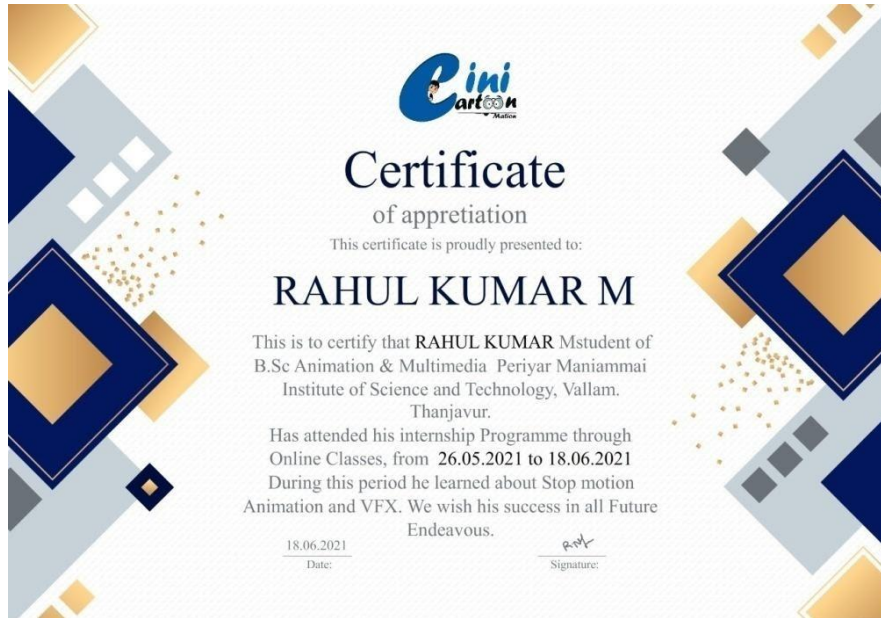 Cini
Cartoon
Matics
Certificate
of appretiation
This certificate is proudly presented to:
RAHUL KUMAR M
This is to certify that RAHUL KUMAR Mstudent of
B.Sc Animation & Multimedia Periyar Maniammai
Institute of Science and Technology, Vallam.
Thanjavur.
Has attended his internship Programme through
Online Classes, from 26.05.2021 to 18.06.2021
During this period he learned about Stop motion
Animation and VFX. We wish his success in all Future
Endeavous.
18.06.2021
Date:
Signature: